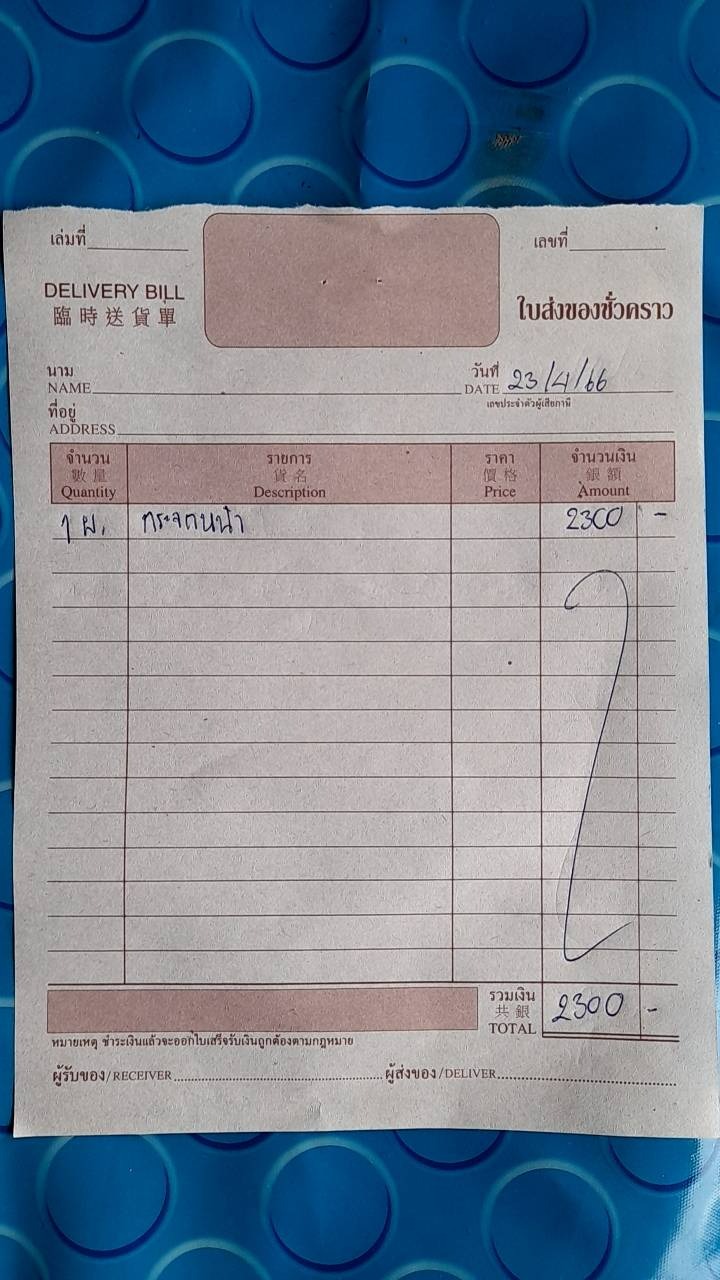 เล่มที่
เลขที่
DELIVERY BILL
臨時送貨單
ใบส่งของชั่วคราว
นาม
NAME
วันที่
DATE 23/4/66
เลขประจำตัวผู้เสียภาษี
ที่อยู่
ADDRESS
จำนวน รายการ ราคา จำนวนเงิน
數量 貨名 價格 銀額
Quantity Description Price Amount
1 ผ. กระจกหน้า 2300 -
รวมเงิน
共銀
TOTAL 2300 -
หมายเหตุ ชำระเงินแล้วจะออกใบเสร็จรับเงินถูกต้องตามกฎหมาย
ผู้รับของ/RECEIVER ผู้ส่งของ/DELIVER